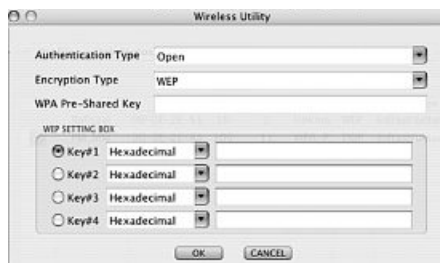 Wireless Utility
Authentication Type Open
Encryption Type WEP
WPA Pre-Shared Key
WEP SETTING BOX
Key#1 Hexadecimal
Key#2 Hexadecimal
Key#3 Hexadecimal
Key#4 Hexadecimal
OK CANCEL